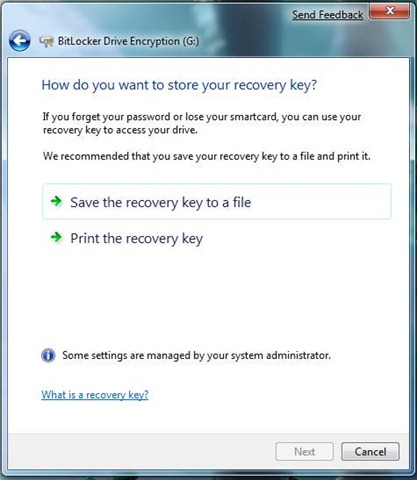 Send Feedback
BitLocker Drive Encryption (G:)
How do you want to store your recovery key?
If you forget your password or lose your smartcard, you can use your
recovery key to access your drive.
We recommended that you save your recovery key to a file and print it.
Save the recovery key to a file
Print the recovery key
Some settings are managed by your system administrator.
What is a recovery key?
Next
Cancel